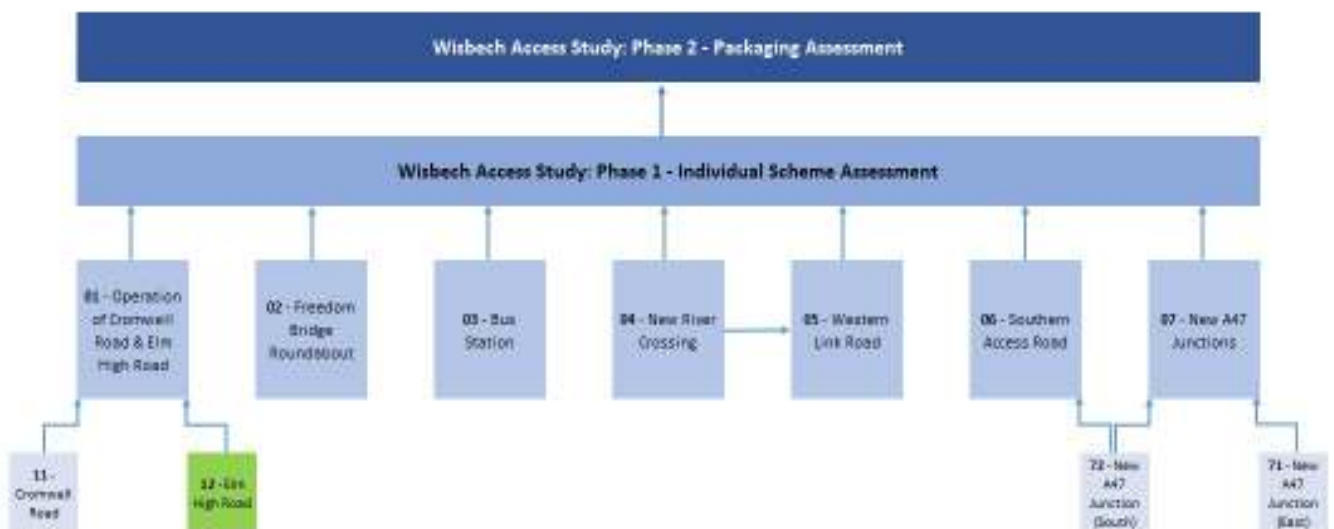 Wisbech Access Study: Phase 2 - Packaging Assessment
Wisbech Access Study: Phase 1 - Individual Scheme Assessment
01 - Operation
of Cromwell
Road & Elm
High Road
02 - Freedom
Bridge
Roundabout
03 - Bus
Station
04 - New River
Crossing
05 - Western
Link Road
06 - Southern
Access Road
07 - New A47
Junctions
11 -
Cromwell
Road
12 - Elm
High Road
72 - New
A47
Junction
(South)
71 - New
A47
Junction
(East)